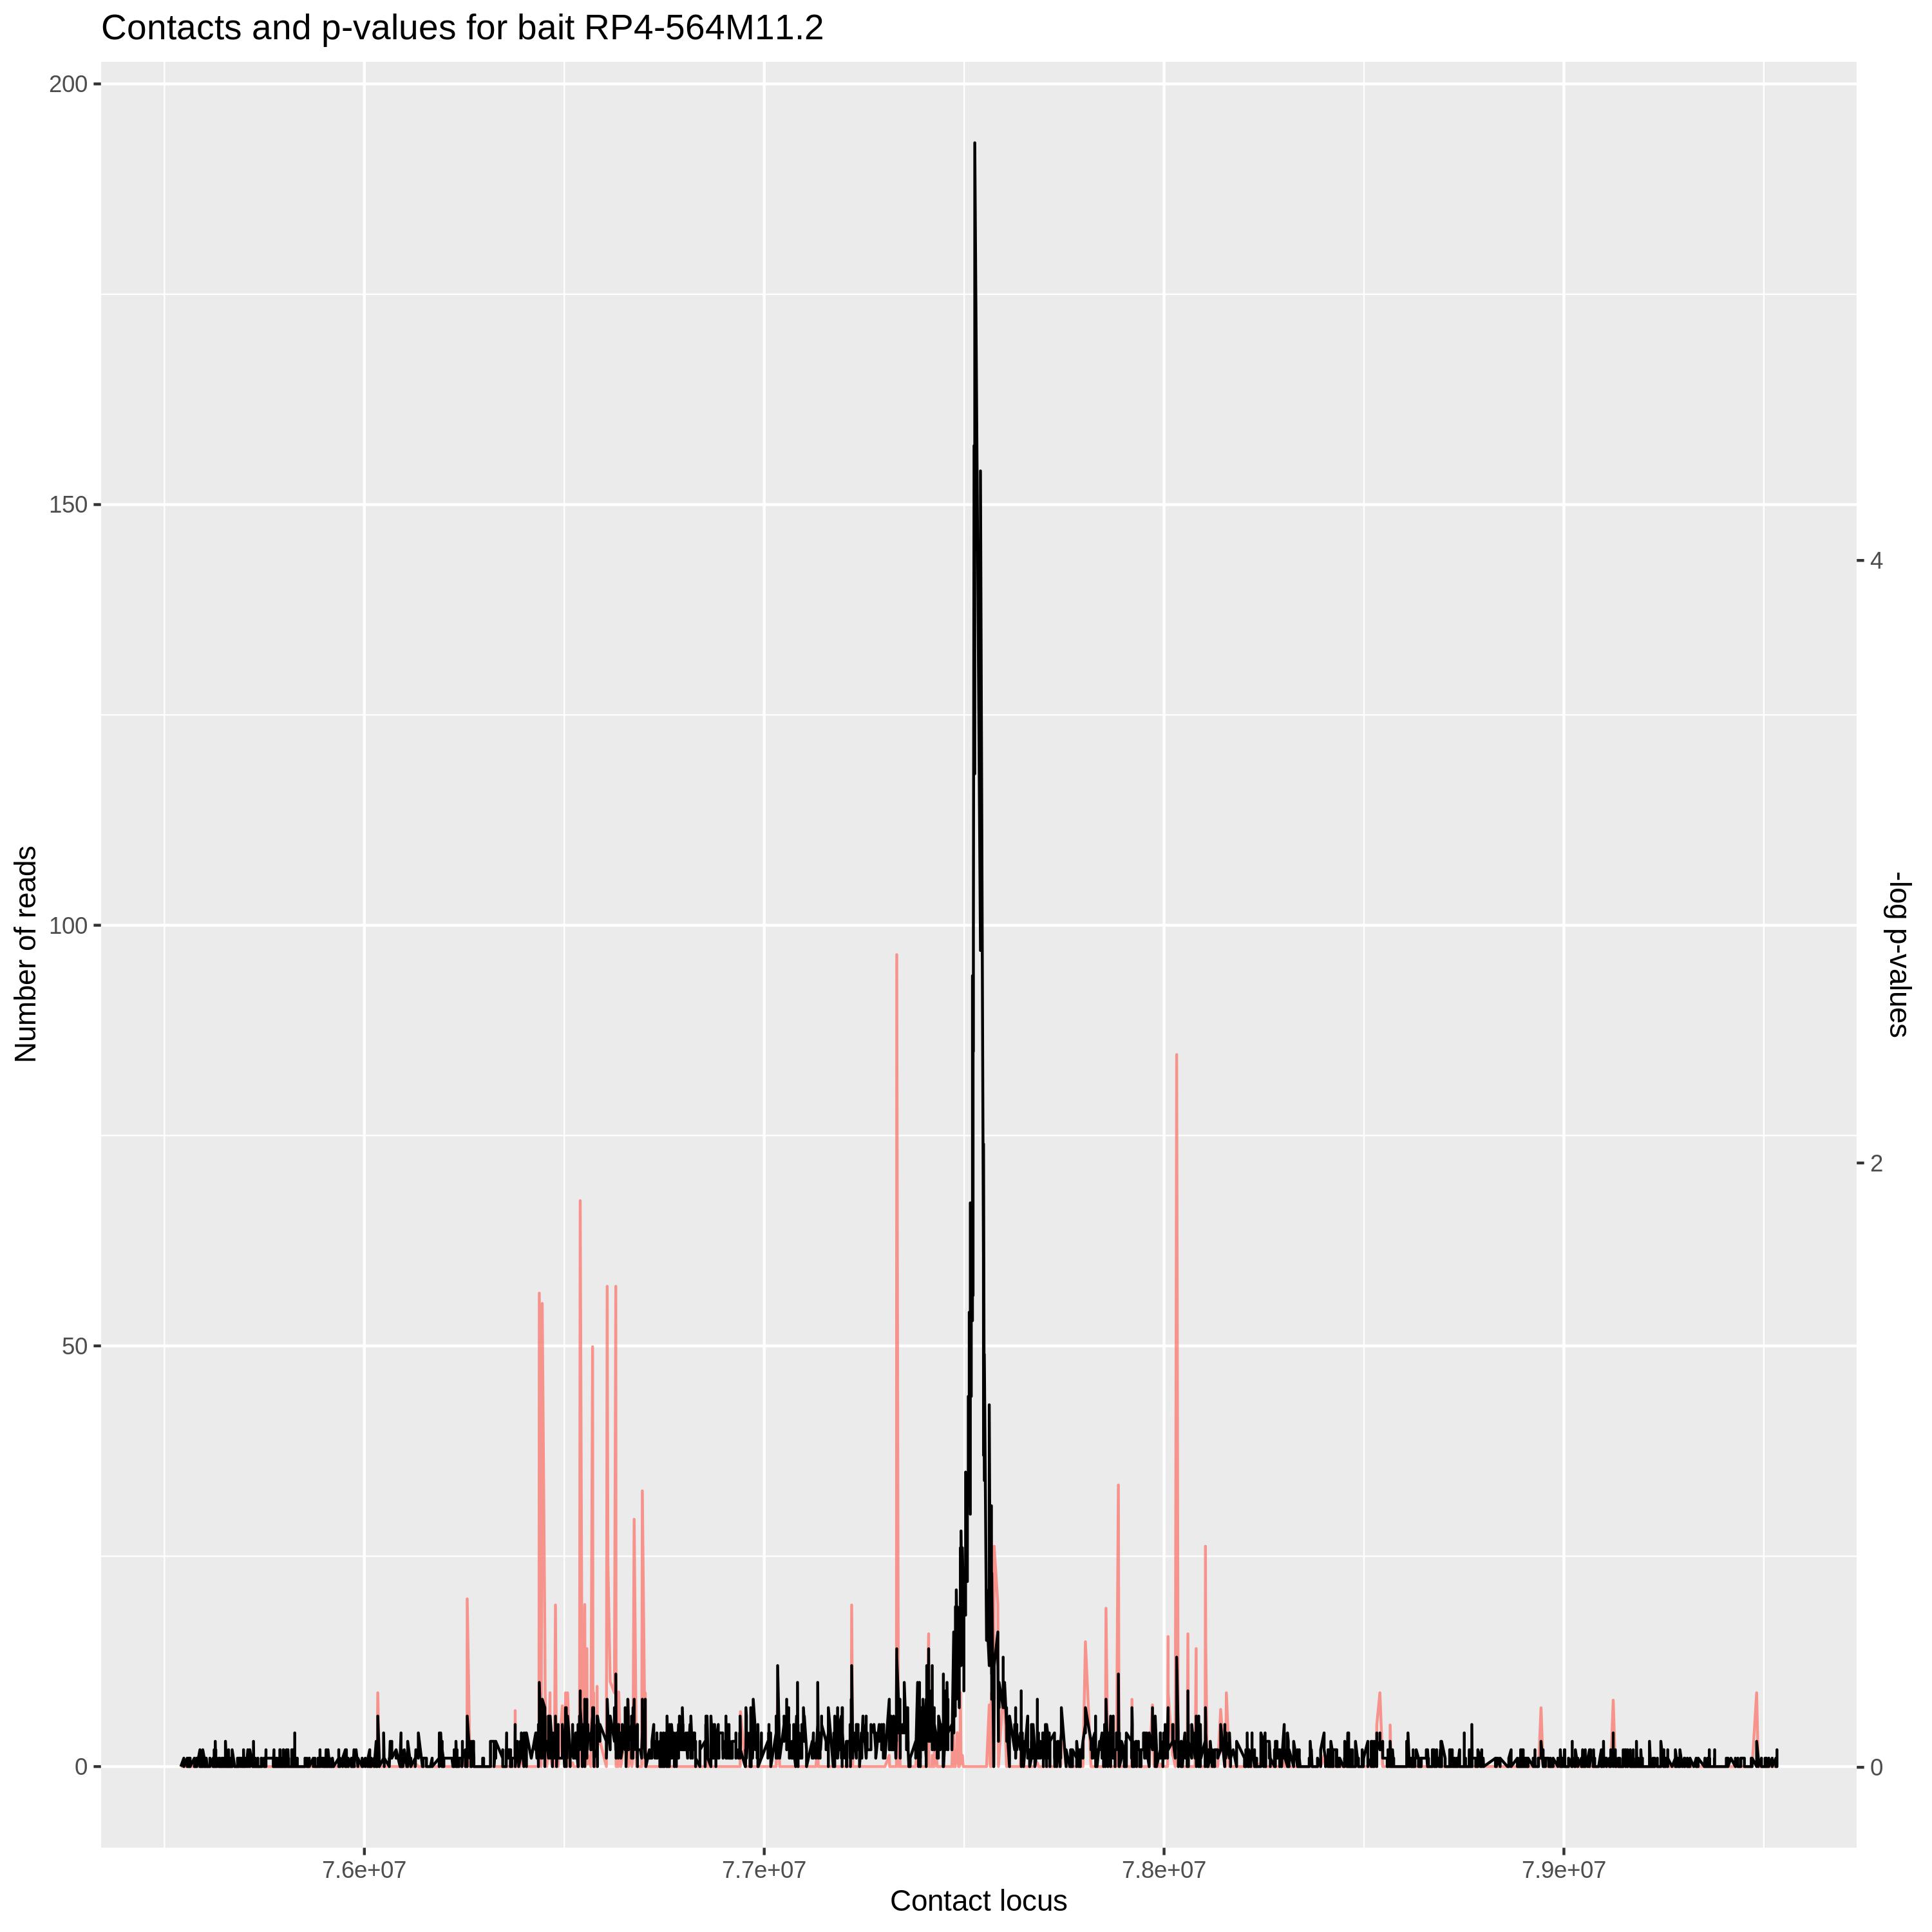 Contacts and p-values for bait RP4-564M11.2
200
150
100
50
0
Number of reads
4
2
0
-log p-values
7.6e+07
7.7e+07
7.8e+07
7.9e+07
Contact locus